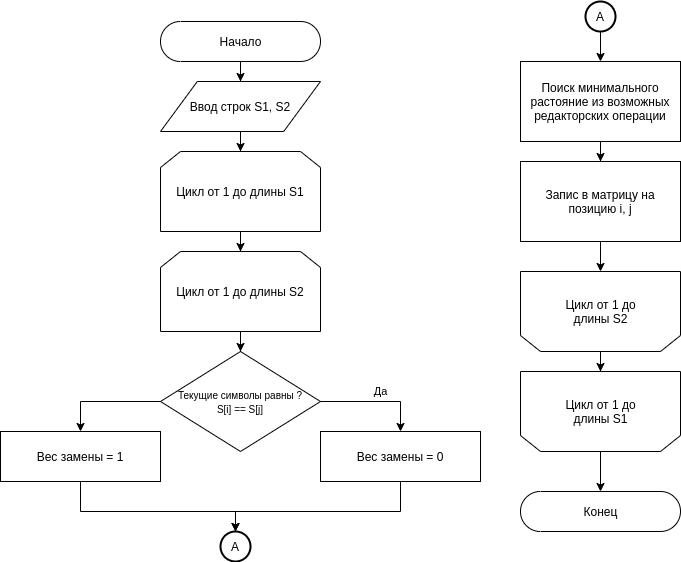 Начало
Ввод строк S1, S2
Цикл от 1 до длины S1
Цикл от 1 до длины S2
Текущие символы равны ?
S[i] == S[j]
Да
Вес замены = 1
Вес замены = 0
A
A
Поиск минимального
растояние из возможных
редакторских операции
Запис в матрицу на
позицию i, j
Цикл от 1 до
длины S2
Цикл от 1 до
длины S1
Конец